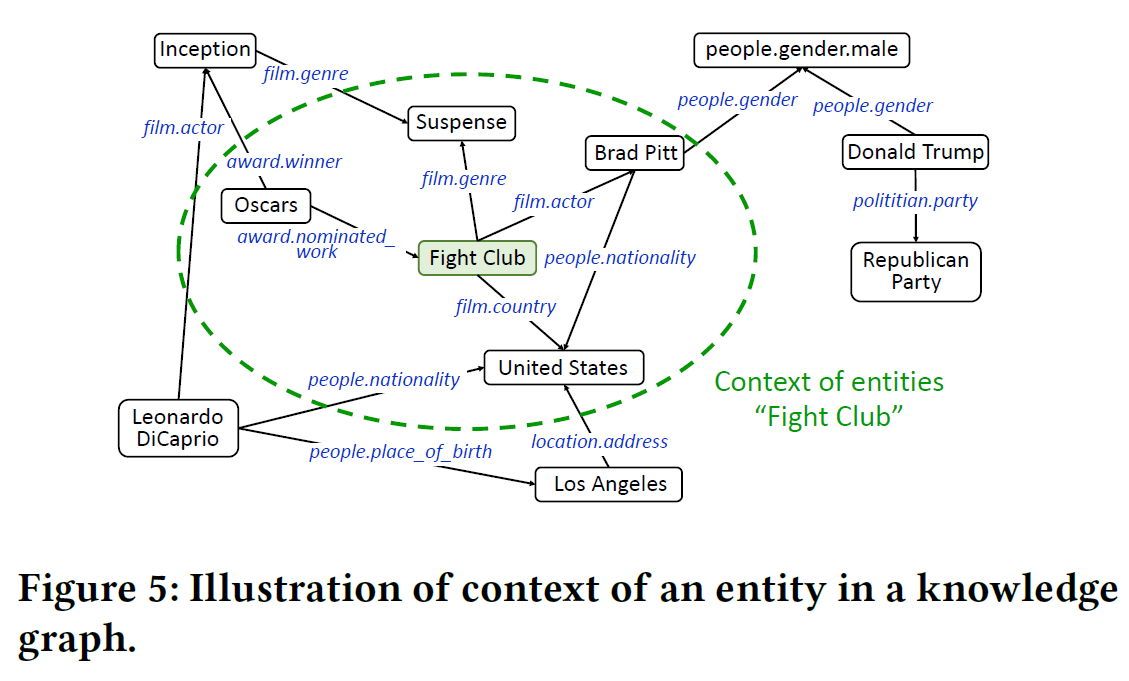 Inception
people.gender.male
film.genre
people.gender
people.gender
film.actor
Suspense
Brad Pitt
Donald Trump
award.winner
film.genre
Oscars
film.actor
polititian.party
award.nominated_
work
Fight Club
people.nationality
Republican
Party
film.country
United States
people.nationality
Context of entities
“Fight Club”
Leonardo
DiCaprio
location.address
people.place_of_birth
Los Angeles
Figure 5: Illustration of context of an entity in a knowledge
graph.